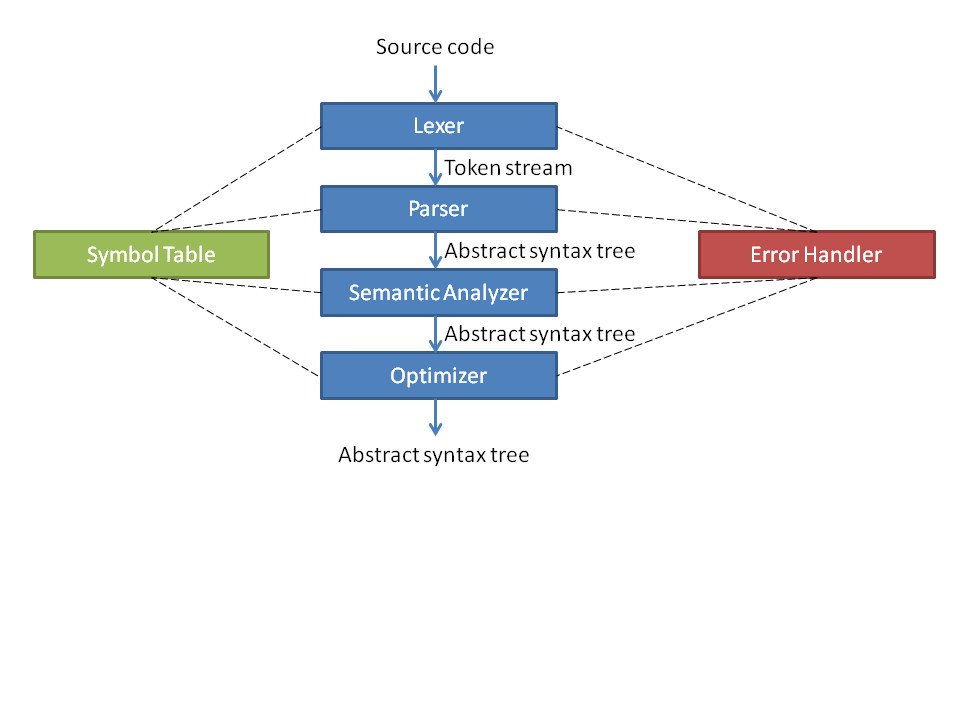 Source code
Lexer
Token stream
Parser
Abstract syntax tree
Symbol Table
Error Handler
Semantic Analyzer
Abstract syntax tree
Optimizer
Abstract syntax tree